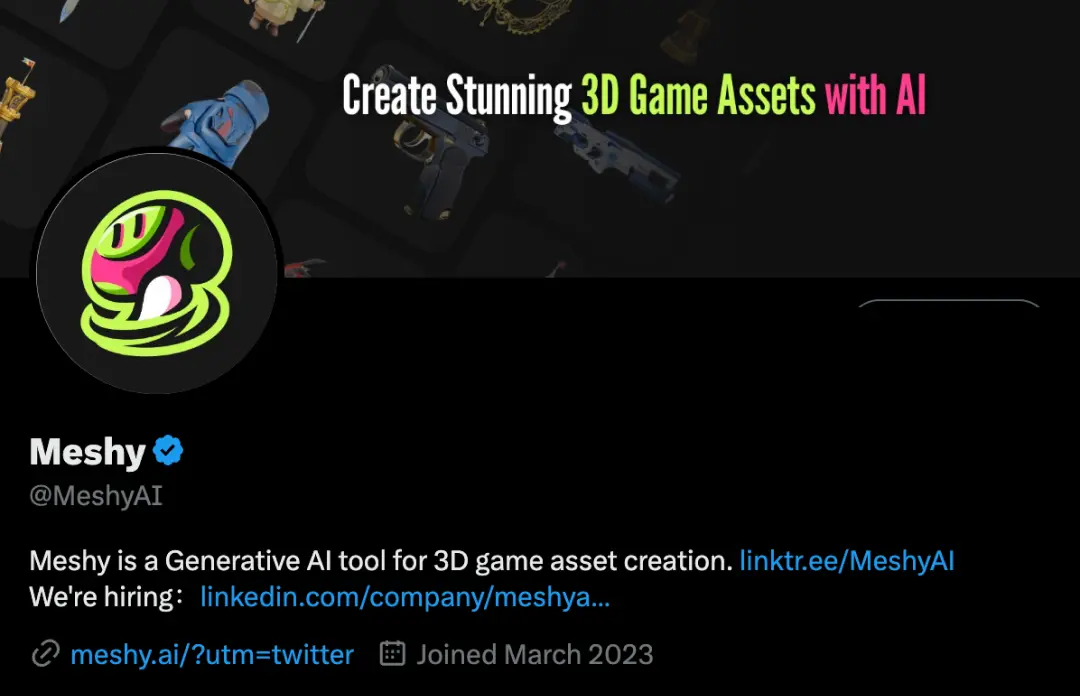 Create Stunning 3D Game Assets with AI
Meshy
@MeshyAI
Meshy is a Generative AI tool for 3D game asset creation. linktr.ee/MeshyAI
We're hiring： linkedin.com/company/meshya...
meshy.ai/?utm=twitter Joined March 2023